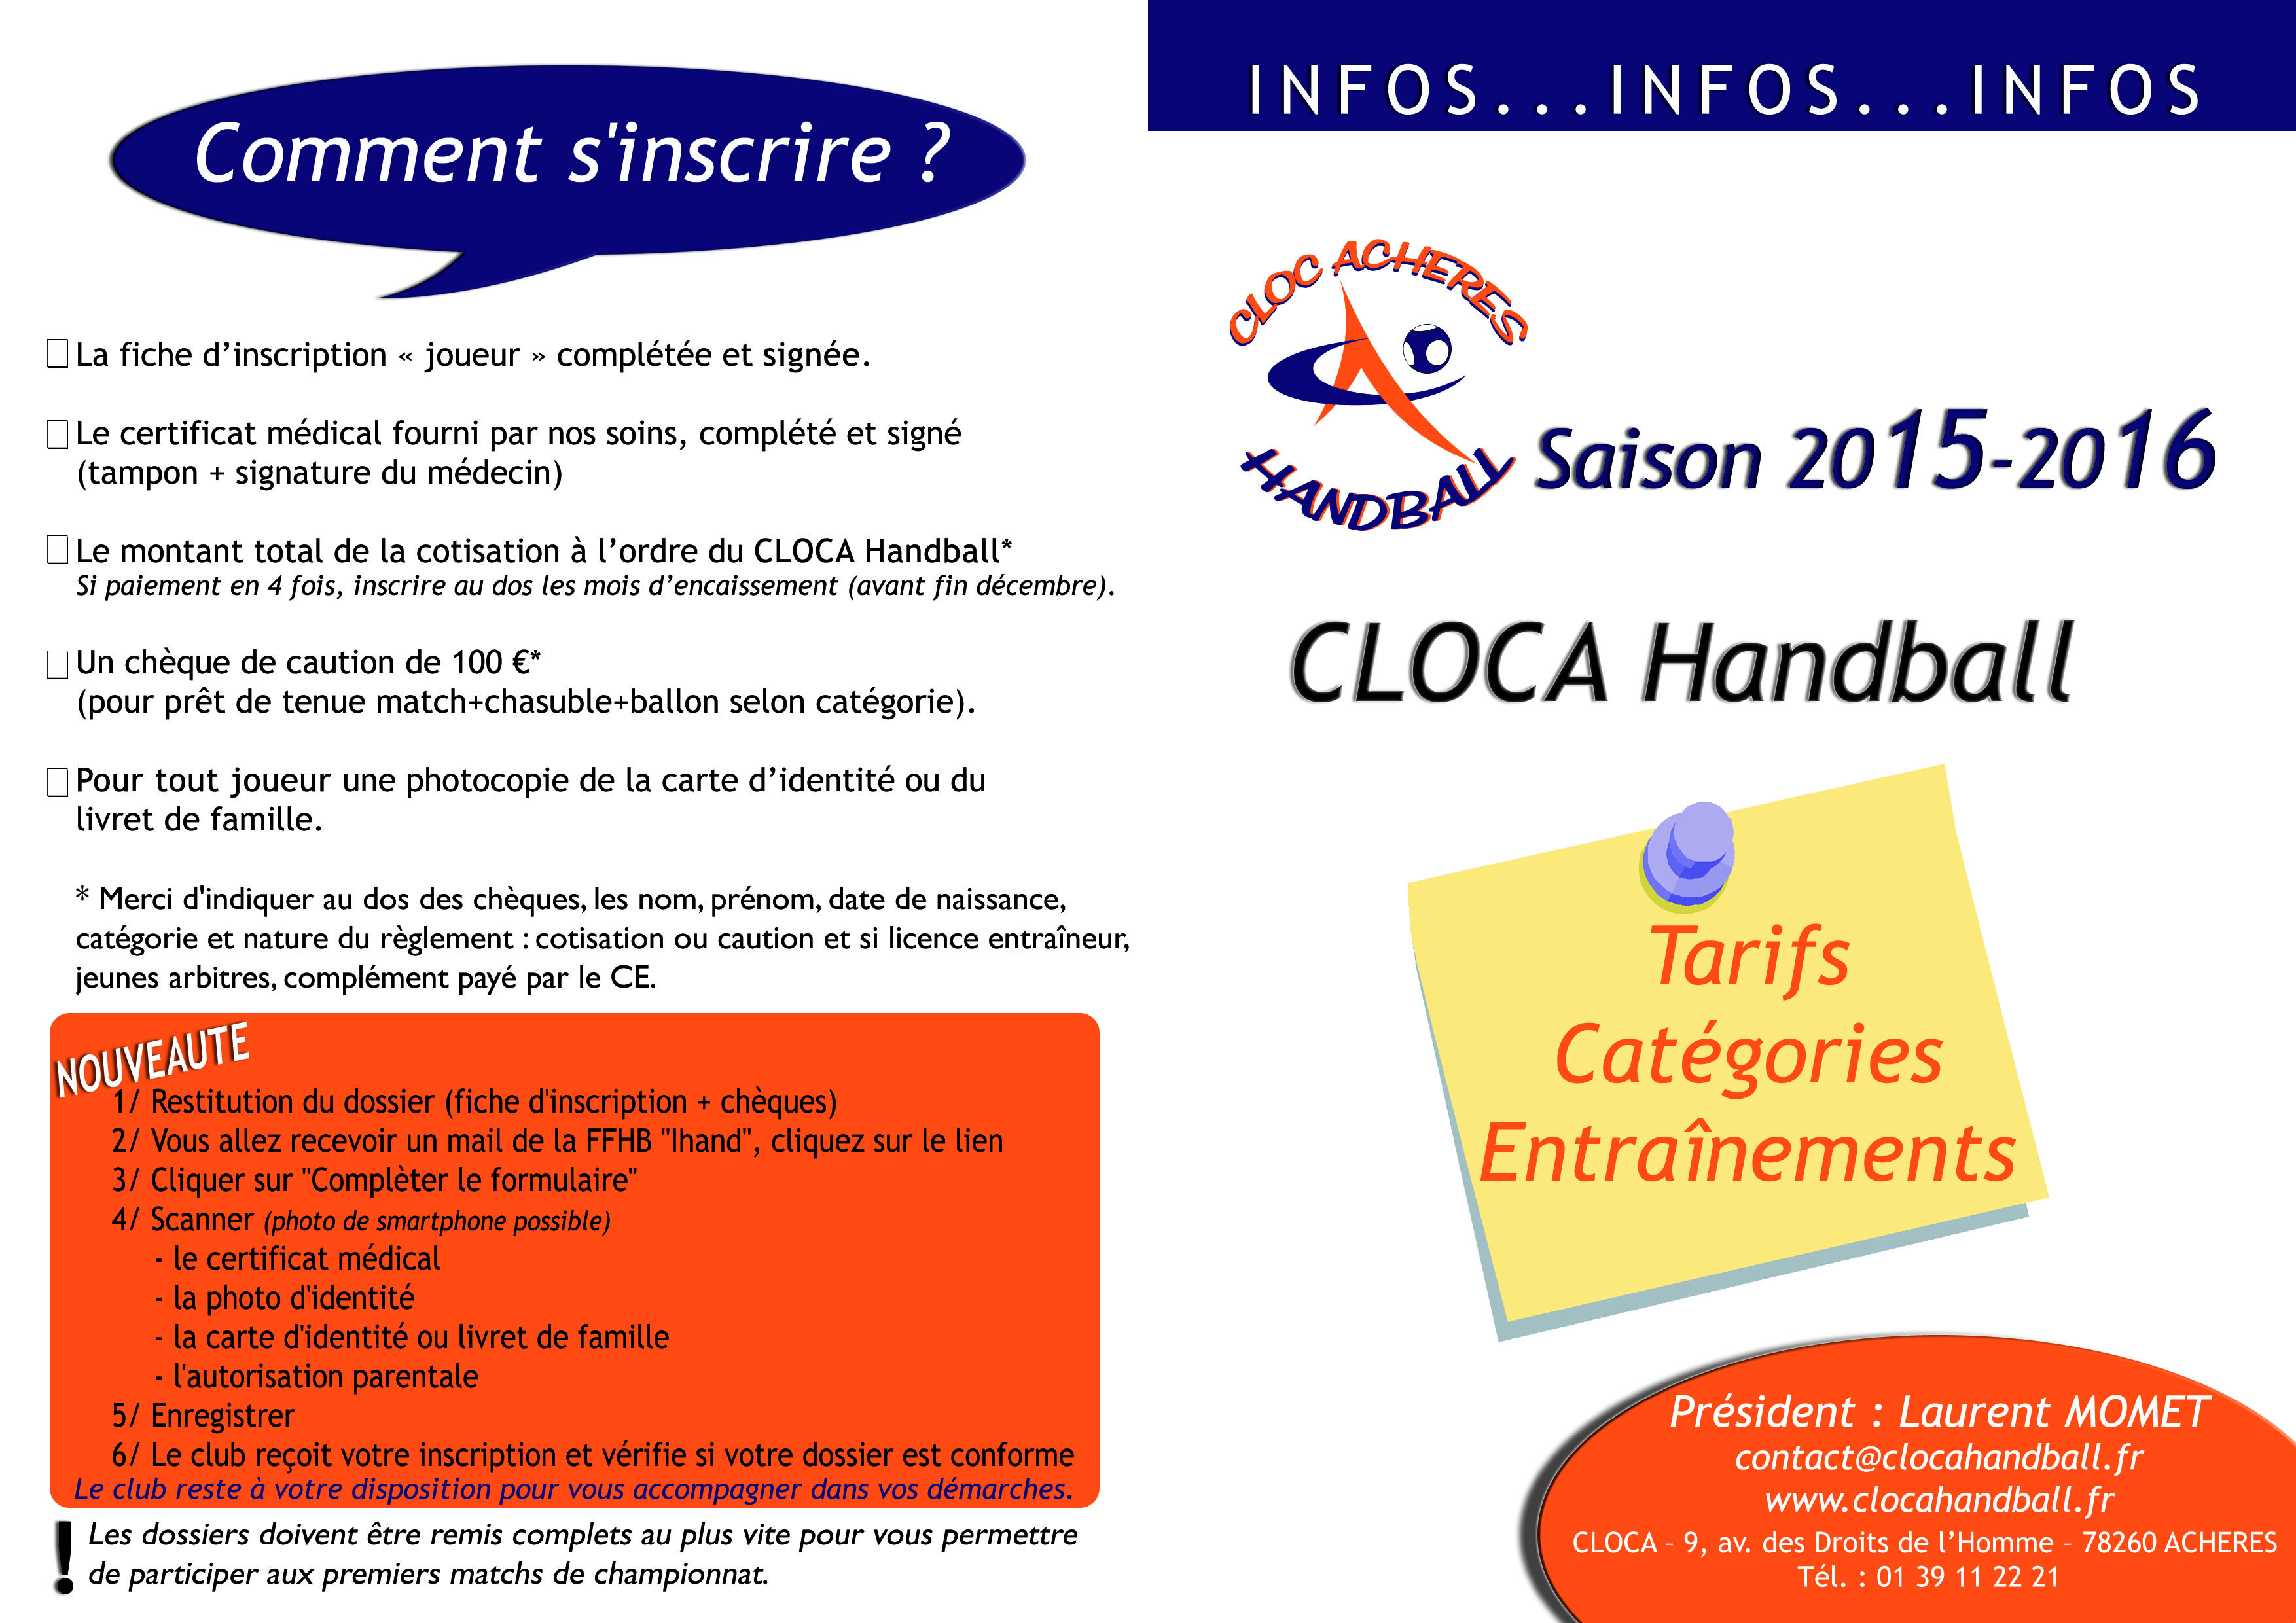 Comment s'inscrire ?
La fiche d’inscription « joueur » complétée et signée.
Le certificat médical fourni par nos soins, complété et signé
(tampon + signature du médecin)
Le montant total de la cotisation à l’ordre du CLOCA Handball*
Si paiement en 4 fois, inscrire au dos les mois d’encaissement (avant fin décembre).
Un chèque de caution de 100 €*
(pour prêt de tenue match+chasuble+ballon selon catégorie).
Pour tout joueur une photocopie de la carte d’identité ou du
livret de famille.
* Merci d'indiquer au dos des chèques, les nom, prénom, date de naissance,
catégorie et nature du règlement : cotisation ou caution et si licence entraîneur,
jeunes arbitres, complément payé par le CE.
NOUVEAUTE
1/ Restitution du dossier (fiche d'inscription + chèques)
2/ Vous allez recevoir un mail de la FFHB "Ihand", cliquez sur le lien
3/ Cliquer sur "Complèter le formulaire"
4/ Scanner (photo de smartphone possible)
- le certificat médical
- la photo d'identité
- la carte d'identité ou livret de famille
- l'autorisation parentale
5/ Enregistrer
6/ Le club reçoit votre inscription et vérifie si votre dossier est conforme
Le club reste à votre disposition pour vous accompagner dans vos démarches.
! Les dossiers doivent être remis complets au plus vite pour vous permettre
de participer aux premiers matchs de championnat.
INFOS...INFOS...INFOS
CLOC ACHERES
HANDBALL
Saison 2015-2016
CLOCA Handball
Tarifs
Catégories
Entraînements
Président : Laurent MOMET
contact@clocahandball.fr
www.clocahandball.fr
CLOCA – 9, av. des Droits de l’Homme – 78260 ACHERES
Tél. : 01 39 11 22 21